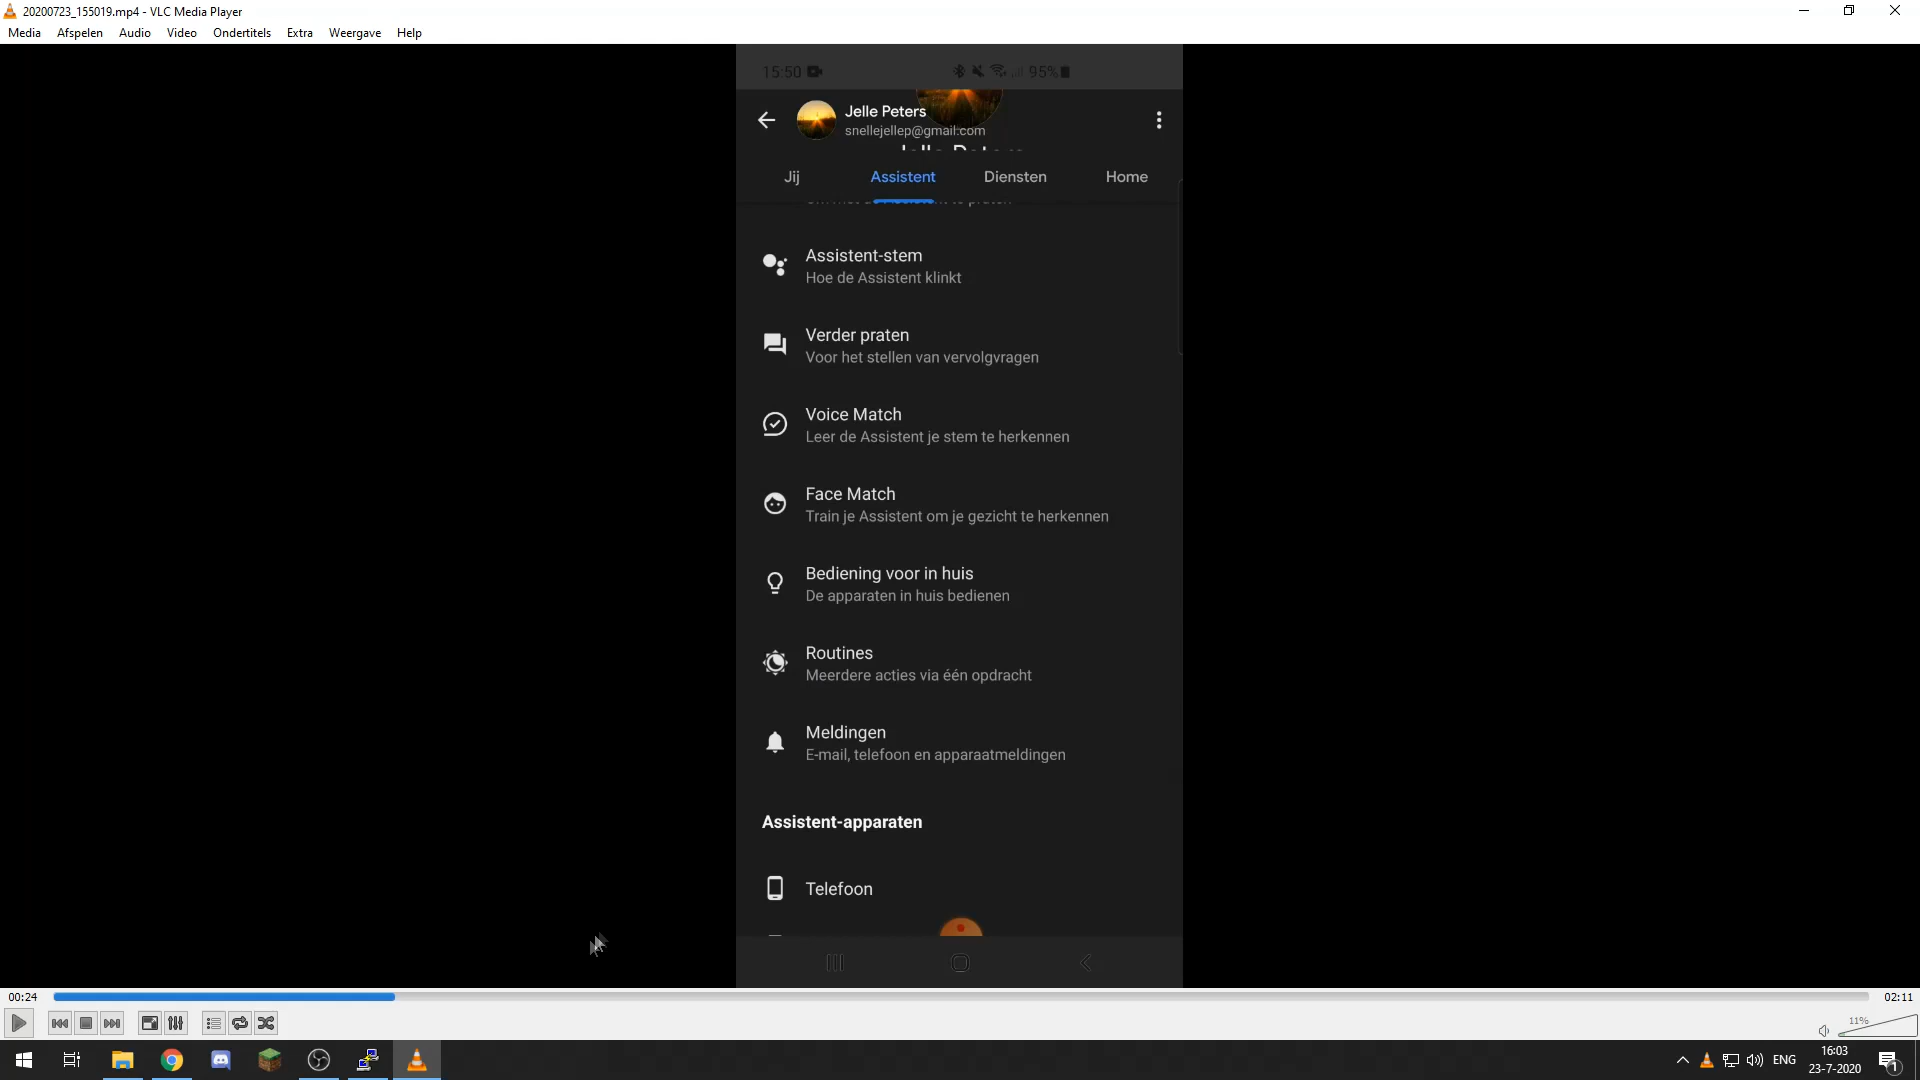 20200723_155019.mp4 - VLC Media Player
Media Afspelen Audio Video Ondertitels Extra Weergave Help
15:50 95%
Jelle Peters
snellejellep@gmail.com
Jij Assistent Diensten Home
Assistent-stem
Hoe de Assistent klinkt
Verder praten
Voor het stellen van vervolgvragen
Voice Match
Leer de Assistent je stem te herkennen
Face Match
Train je Assistent om je gezicht te herkennen
Bediening voor in huis
De apparaten in huis bedienen
Routines
Meerdere acties via één opdracht
Meldingen
E-mail, telefoon en apparaatmeldingen
Assistent-apparaten
Telefoon
00:24 02:11
11%
ENG 16:03
23-7-2020
1